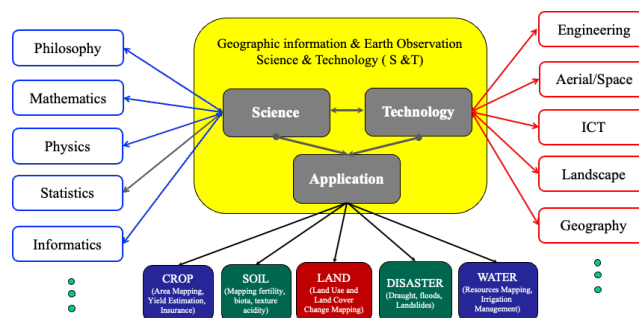 Geographic information & Earth Observation
Science & Technology ( S &T)
Science
Technology
Application
Philosophy
Mathematics
Physics
Statistics
Informatics
Engineering
Aerial/Space
ICT
Landscape
Geography
CROP
(Area Mapping,
Yield Estimation,
Insurance)
SOIL
(Mapping fertility,
biota, texture
acidity)
LAND
(Land Use and
Land Cover
Change Mapping)
DISASTER
(Draught, floods,
Landslides)
WATER
(Resources Mapping,
Irrigation
Management)